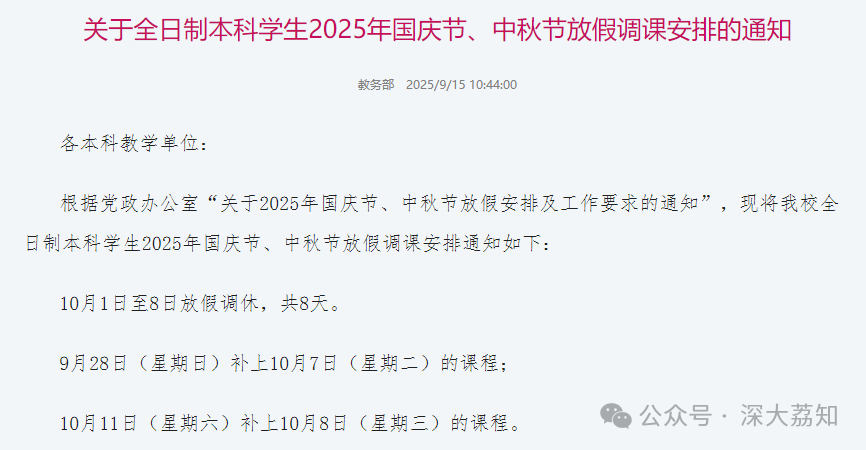 关于全日制本科学生2025年国庆节、中秋节放假调课安排的通知
教务部 2025/9/15 10:44:00
各本科教学单位：
根据党政办公室“关于2025年国庆节、中秋节放假安排及工作要求的通知”，现将我校全
日制本科学生2025年国庆节、中秋节放假调课安排通知如下：
10月1日至8日放假调休，共8天。
9月28日（星期日）补上10月7日（星期二）的课程；
10月11日（星期六）补上10月8日（星期三）的课程。
公众号 · 深大荔知